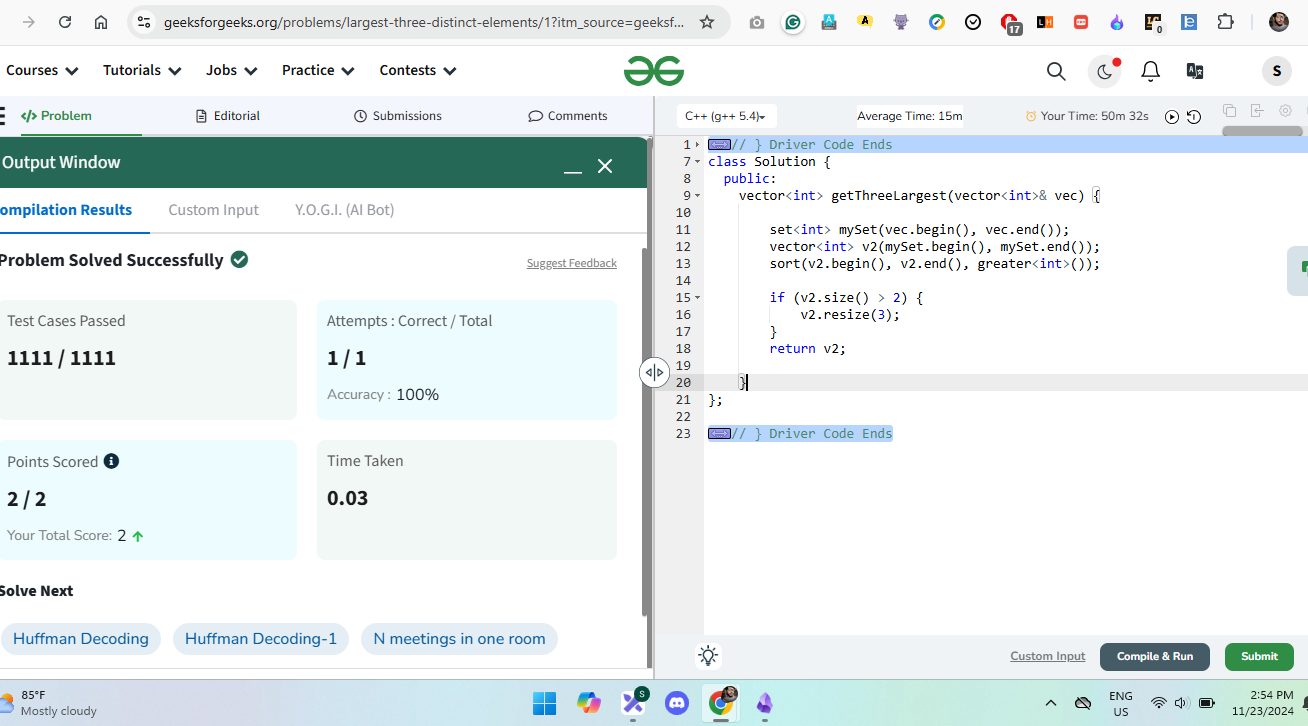 geeksforgeeks.org/problems/largest-three-distinct-elements/1?itm_source=geeksf...
17
0
Courses Tutorials Jobs Practice Contests
S
</> Problem Editorial Submissions Comments
C++ (g++ 5.4) Average Time: 15m Your Time: 50m 32s
Output Window
ompilation Results Custom Input Y.O.G.I. (AI Bot)
Problem Solved Successfully
Suggest Feedback
Test Cases Passed
1111 / 1111
Attempts : Correct / Total
1 / 1
Accuracy : 100%
Points Scored
2 / 2
Your Total Score: 2
Time Taken
0.03
Solve Next
Huffman Decoding Huffman Decoding-1 N meetings in one room
1 // } Driver Code Ends
7 class Solution {
8 public:
9 vector<int> getThreeLargest(vector<int>& vec) {
10
11 set<int> mySet(vec.begin(), vec.end());
12 vector<int> v2(mySet.begin(), mySet.end());
13 sort(v2.begin(), v2.end(), greater<int>());
14
15 if (v2.size() > 2) {
16 v2.resize(3);
17 }
18 return v2;
19
20 }
21 };
22
23 // } Driver Code Ends
Custom Input Compile & Run Submit
85°F
Mostly cloudy
S
ENG
US
2:54 PM
11/23/2024